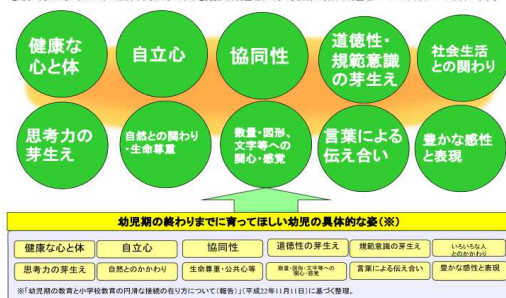 健康な
心と体
自立心
協同性
道徳性・
規範意識
の芽生え
社会生活
との関わり
思考力の
芽生え
自然との関わり
・生命尊重
数量・図形、
文字等への
関心・感覚
言葉による
伝え合い
豊かな感性
と表現
幼児期の終わりまでに育ってほしい幼児の具体的な姿(※)
健康な心と体
自立心
協同性
道徳性の芽生え
規範意識の芽生え
いろいろな人
とのかかわり
思考力の芽生え
自然とのかかわり
生命尊重・公共心等
数量・図形・文字等への
関心・感覚
言葉による伝え合い
豊かな感性と表現
※「幼児期の教育と小学校教育の円滑な接続の在り方について(報告)」(平成22年11月11日)に基づく整理。